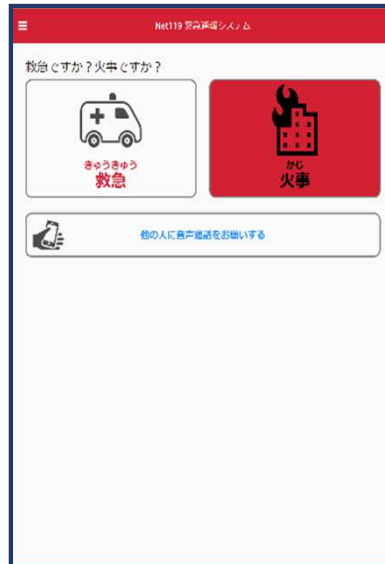 Net119 緊急通報システム
救急ですか？火事ですか？
きゅうきゅう
救急
かじ
火事
他の人に音声通話をお願いする